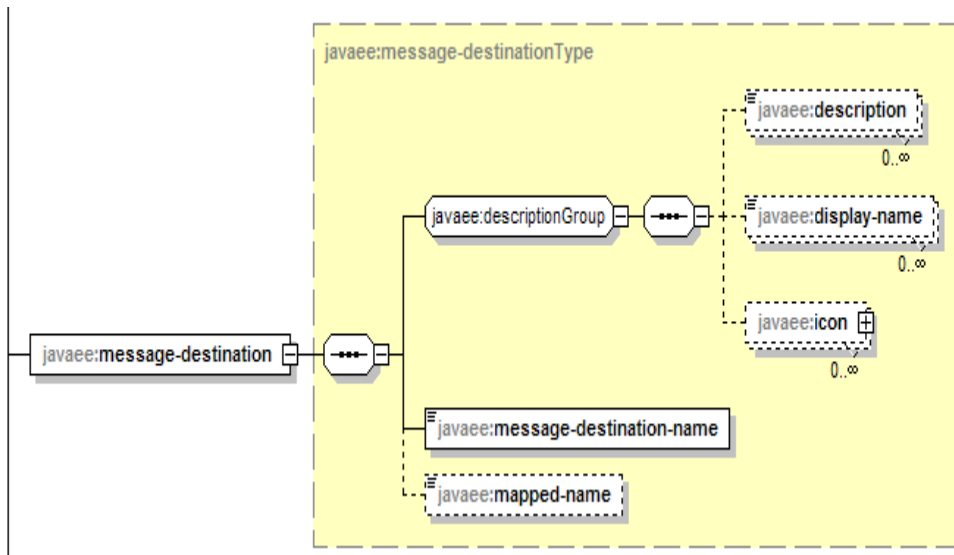 javaee:message-destinationType
javaee:description
0..∞
javaee:descriptionGroup
javaee:display-name
0..∞
javaee:icon
0..∞
javaee:message-destination
javaee:message-destination-name
javaee:mapped-name